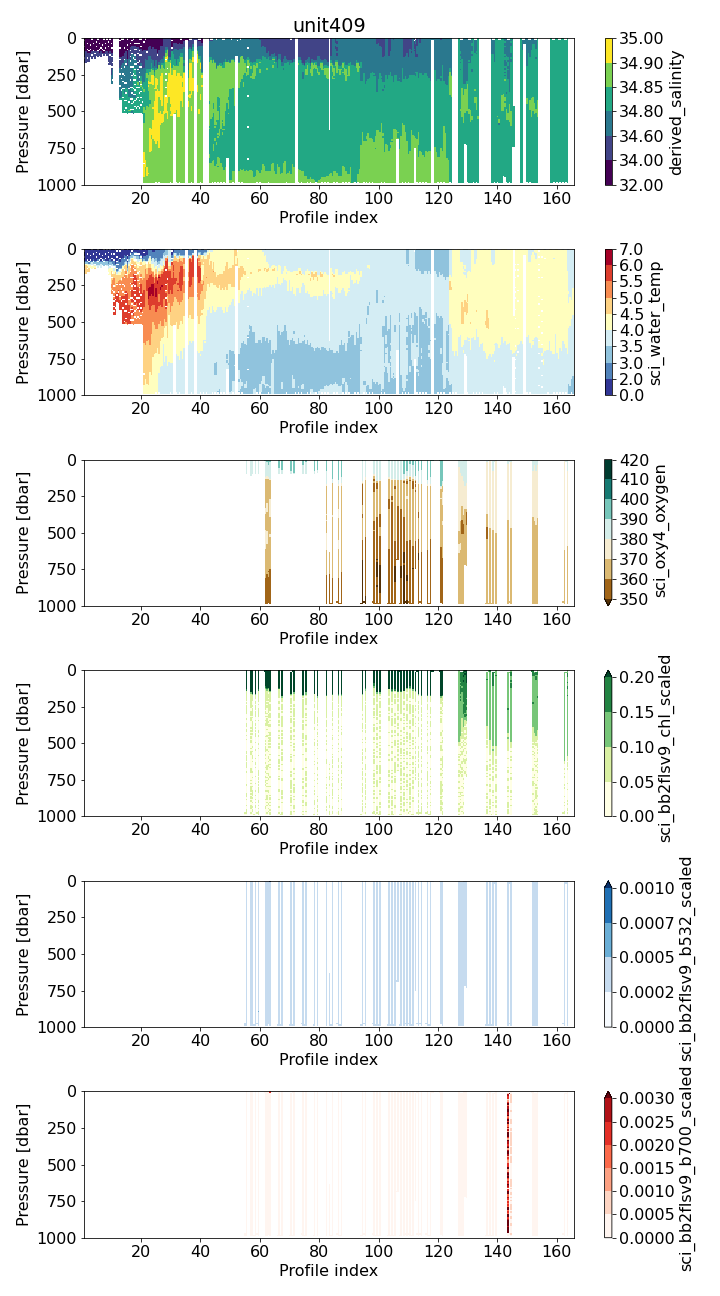 unit409
0
250
500
750
1000
Pressure [dbar]
20 40 60 80 100 120 140 160
Profile index
35.00
34.90
34.85
34.80
34.60
34.00
32.00
derived_salinity
0
250
500
750
1000
Pressure [dbar]
20 40 60 80 100 120 140 160
Profile index
7.0
6.0
5.5
5.0
4.5
4.0
3.5
3.0
2.0
0.0
sci_water_temp
0
250
500
750
1000
Pressure [dbar]
20 40 60 80 100 120 140 160
Profile index
420
410
400
390
380
370
360
350
sci_oxy4_oxygen
0
250
500
750
1000
Pressure [dbar]
20 40 60 80 100 120 140 160
Profile index
0.20
0.15
0.10
0.05
0.00
sci_bb2flsv9_chl_scaled
0
250
500
750
1000
Pressure [dbar]
20 40 60 80 100 120 140 160
Profile index
0.0010
0.0007
0.0005
0.0002
0.0000
sci_bb2flsv9_b532_scaled
0
250
500
750
1000
Pressure [dbar]
20 40 60 80 100 120 140 160
Profile index
0.0030
0.0025
0.0020
0.0015
0.0010
0.0005
0.0000
sci_bb2flsv9_b700_scaled